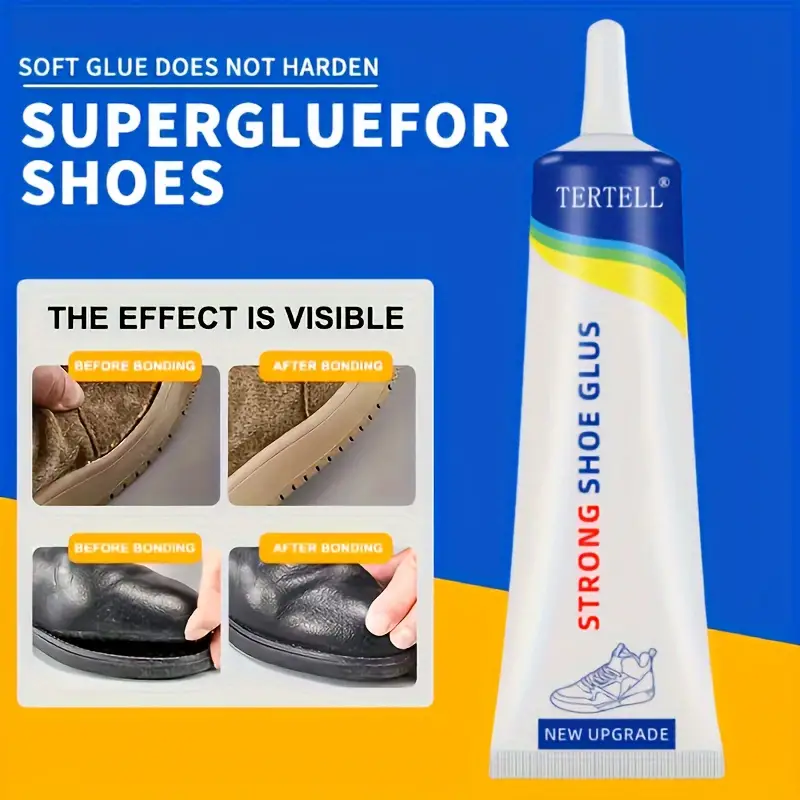 SOFT GLUE DOES NOT HARDEN
SUPERGLUEFOR
SHOES
THE EFFECT IS VISIBLE
BEFORE BONDING
AFTER BONDING
BEFORE BONDING
AFTER BONDING
TERTELL®
STRONG SHOE GLUS
NEW UPGRADE